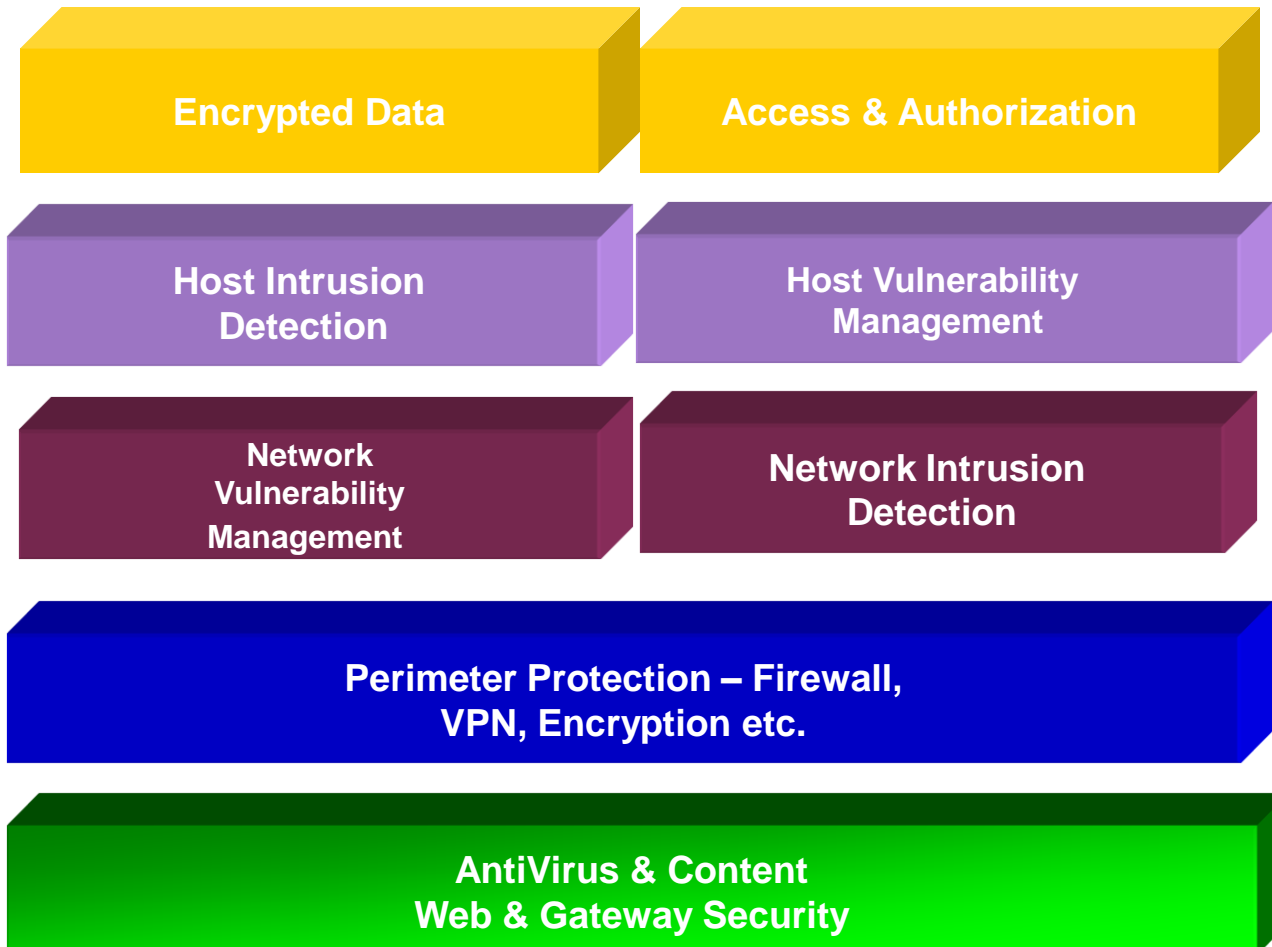 Encrypted Data
Access & Authorization
Host Intrusion
Detection
Host Vulnerability
Management
Network
Vulnerability
Management
Network Intrusion
Detection
Perimeter Protection – Firewall,
VPN, Encryption etc.
AntiVirus & Content
Web & Gateway Security